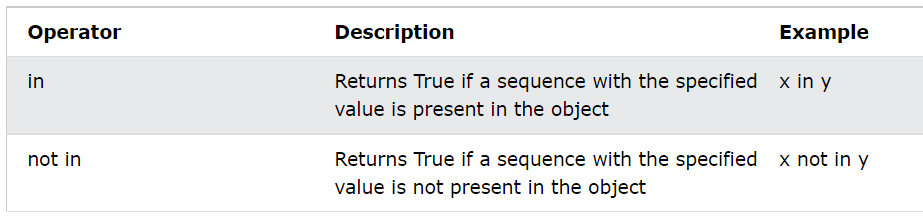 Operator Description Example
in Returns True if a sequence with the specified x in y
value is present in the object
not in Returns True if a sequence with the specified x not in y
value is not present in the object